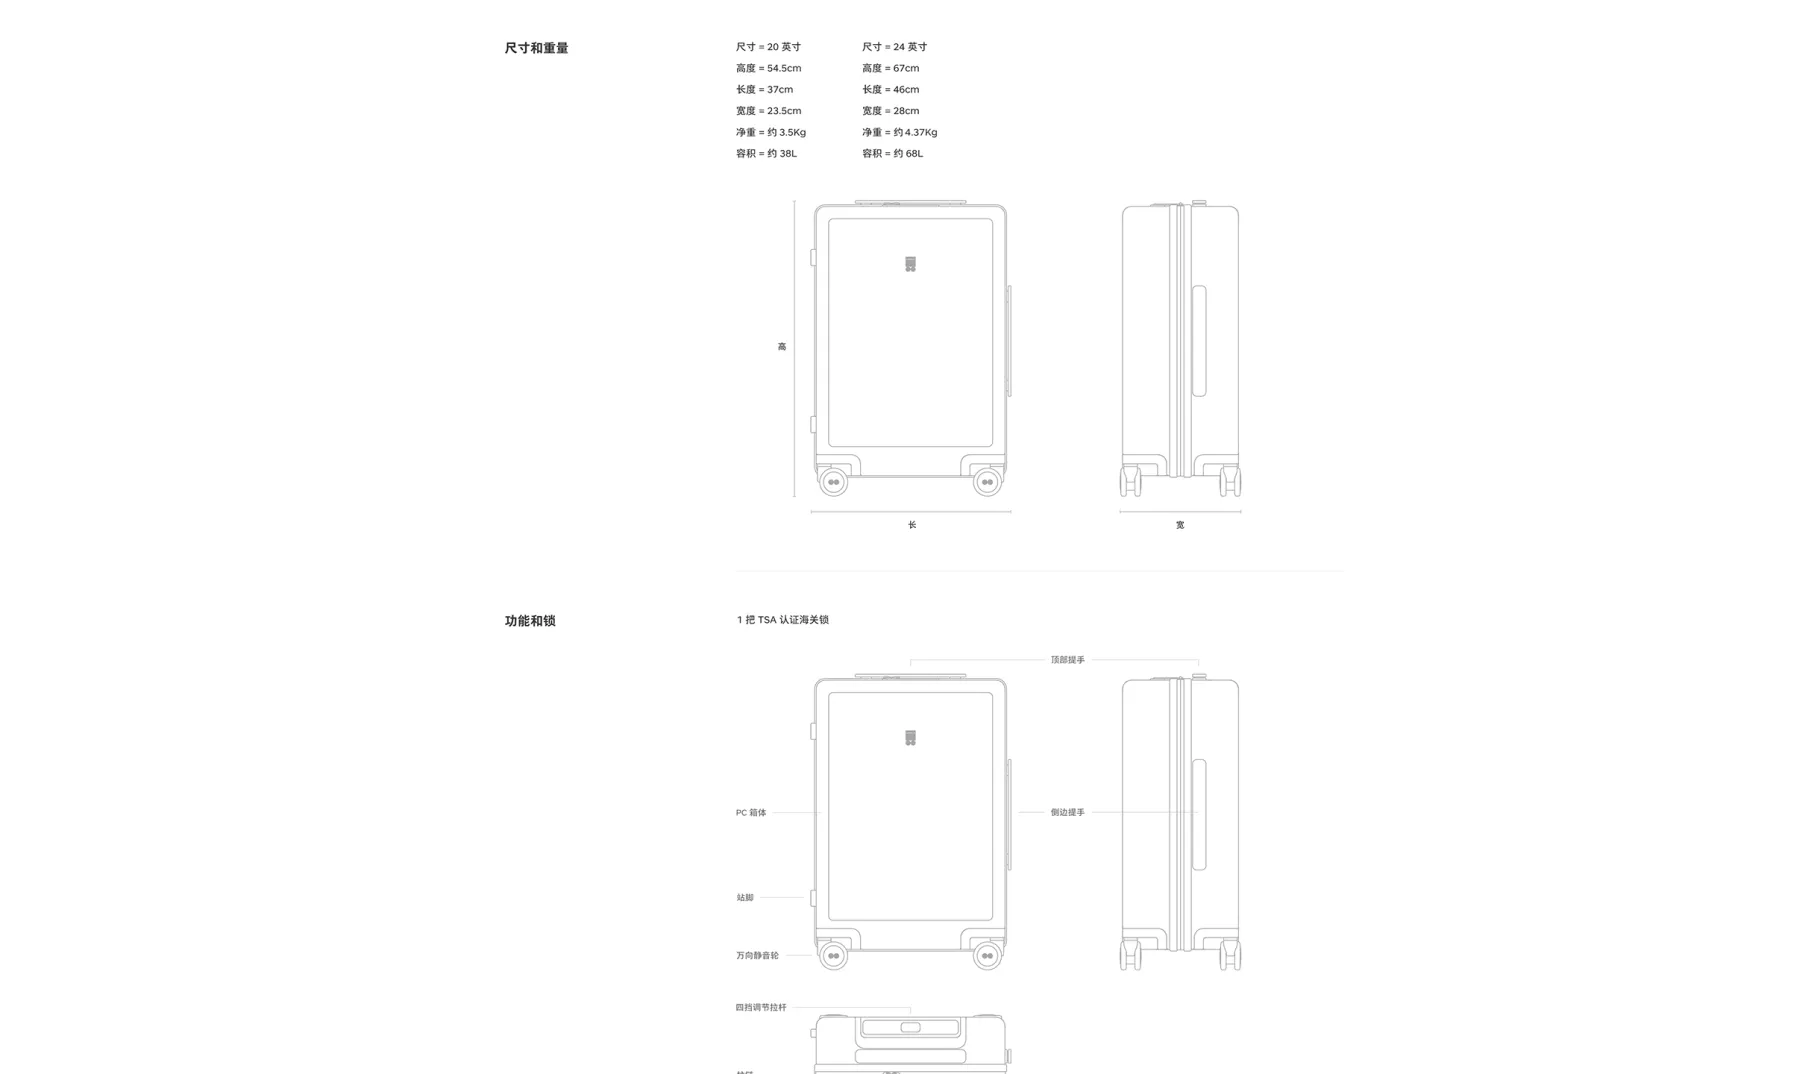 尺寸和重量
尺寸 = 20 英寸
高度 = 54.5cm
长度 = 37cm
宽度 = 23.5cm
净重 = 约 3.5Kg
容积 = 约 38L
尺寸 = 24 英寸
高度 = 67cm
长度 = 46cm
宽度 = 28cm
净重 = 约 4.37Kg
容积 = 约 68L
高
长
宽
功能和锁
1 把 TSA 认证海关锁
顶部提手
PC 箱体
侧边提手
站脚
万向静音轮
四挡调节拉杆